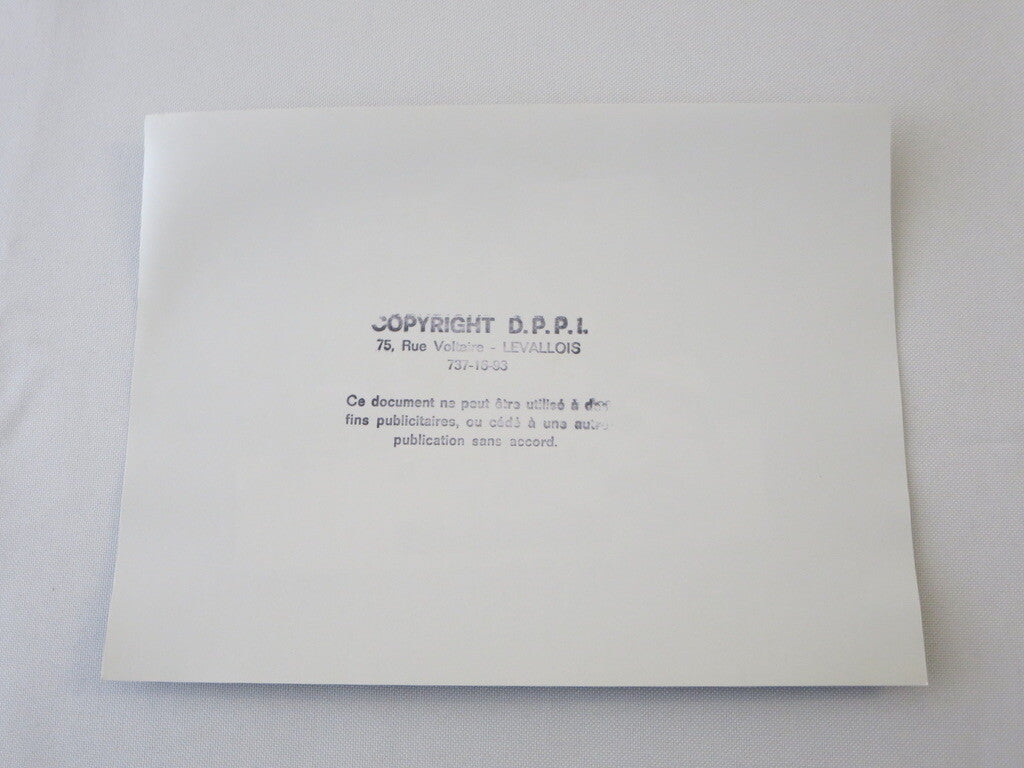 COPYRIGHT D.P.P.I.
75, Rue Voltaire - LEVALLOIS
737-16-93
Ce document ne peut être utilisé à des
fins publicitaires, ou cédé à une autre
publication sans accord.